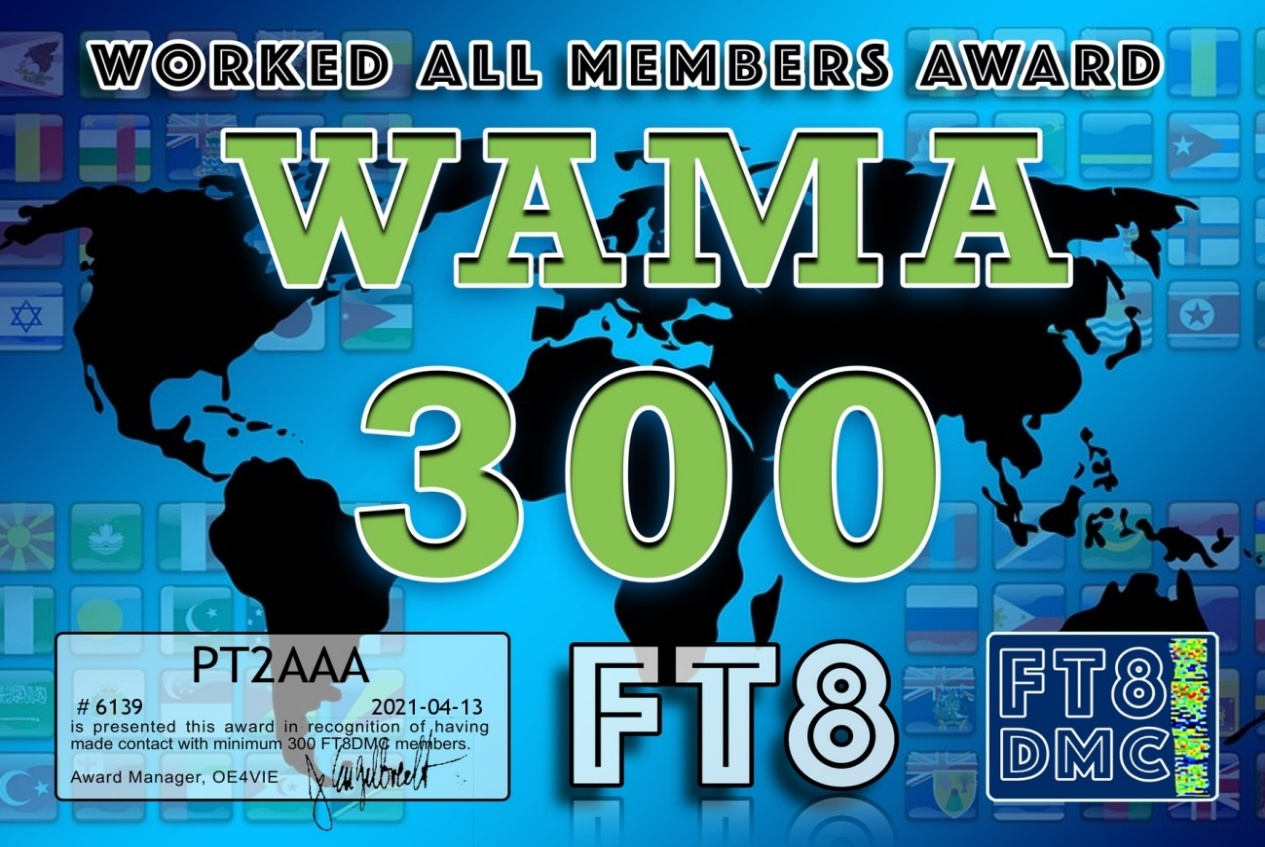 WORKED ALL MEMBERS AWARD
WAMA
300
PT2AAA
# 6139 2021-04-13
is presented this award in recognition of having
made contact with minimum 300 FT8DMC members.
Award Manager, OE4VIE
FT8
FT8
DMC